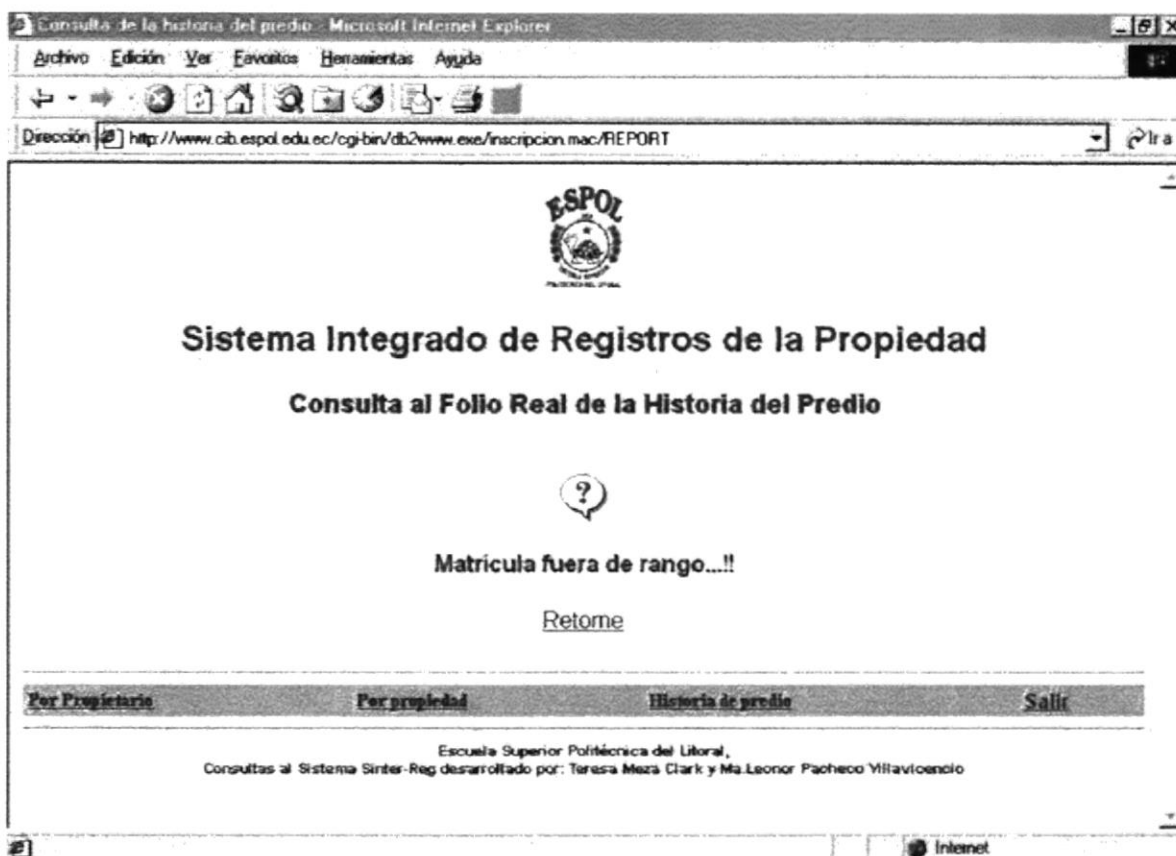 Consulta de la historia del predio - Microsoft Internet Explorer
Archivo Edición Ver Favoritos Herramientas Ayuda
Dirección http://www.cib.espol.edu.ec/cgi-bin/db2www.exe/inscripcion.mac/REPORT Ir a
ESPOL
Sistema Integrado de Registros de la Propiedad
Consulta al Folio Real de la Historia del Predio
?
Matricula fuera de rango...!!
Retorne
Por Propietario Por propiedad Historia de predio Salir
Escuela Superior Politécnica del Litoral,
Consultas al Sistema Sinter-Reg desarrollado por: Teresa Meza Clark y Ma.Leonor Pacheco Villavicencio
Internet